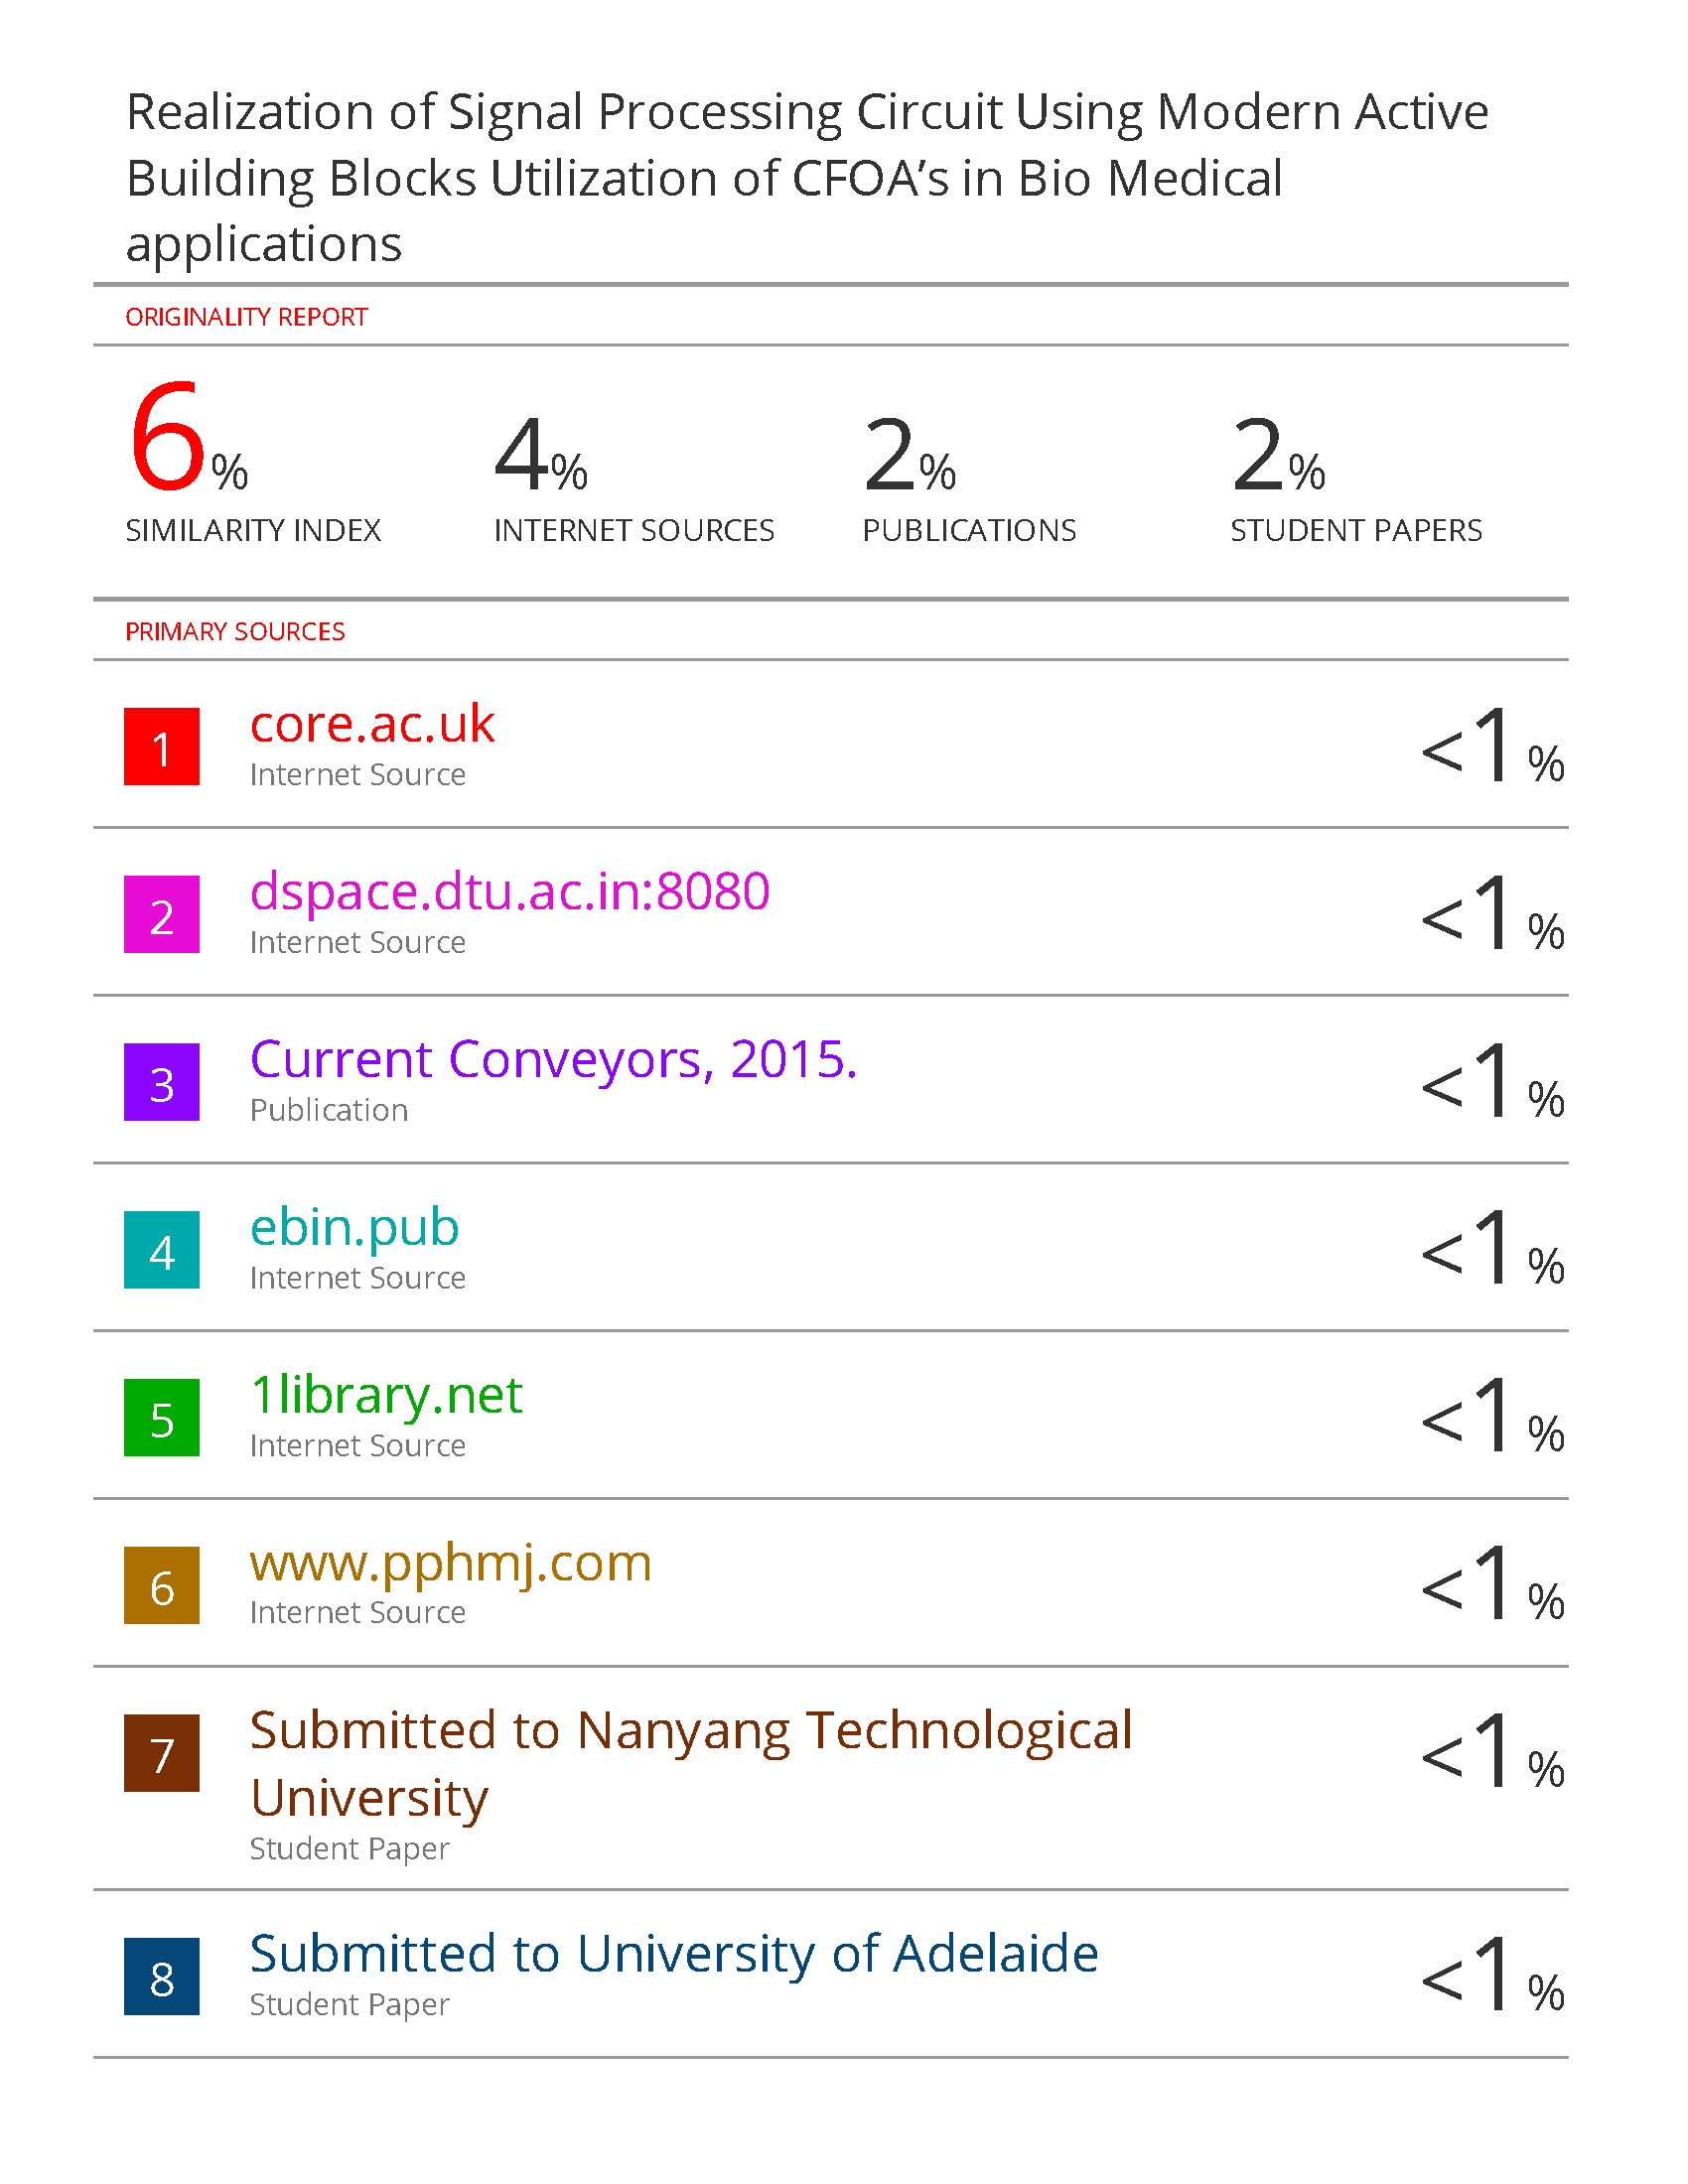 Realization of Signal Processing Circuit Using Modern Active
Building Blocks Utilization of CFOA’s in Bio Medical
applications
ORIGINALITY REPORT
6% 4% 2% 2%
SIMILARITY INDEX INTERNET SOURCES PUBLICATIONS STUDENT PAPERS
PRIMARY SOURCES
1 core.ac.uk <1%
Internet Source
2 dspace.dtu.ac.in:8080 <1%
Internet Source
3 Current Conveyors, 2015. <1%
Publication
4 ebin.pub <1%
Internet Source
5 1library.net <1%
Internet Source
6 www.pphmj.com <1%
Internet Source
7 Submitted to Nanyang Technological <1%
University
Student Paper
8 Submitted to University of Adelaide <1%
Student Paper